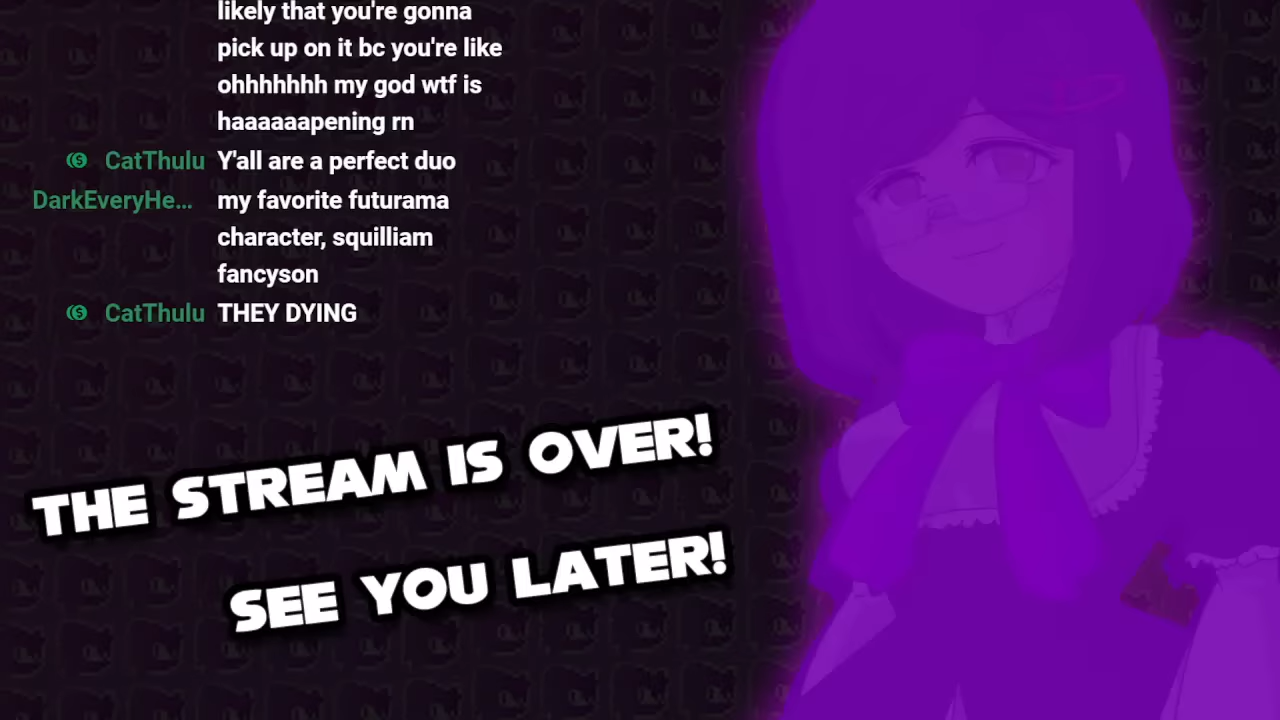 likely that you're gonna
pick up on it bc you're like
ohhhhhhh my god wtf is
haaaaaapening rn
CatThulu Y'all are a perfect duo
DarkEveryHe... my favorite futurama
character, squilliam
fancyson
CatThulu THEY DYING
THE STREAM IS OVER!
SEE YOU LATER!